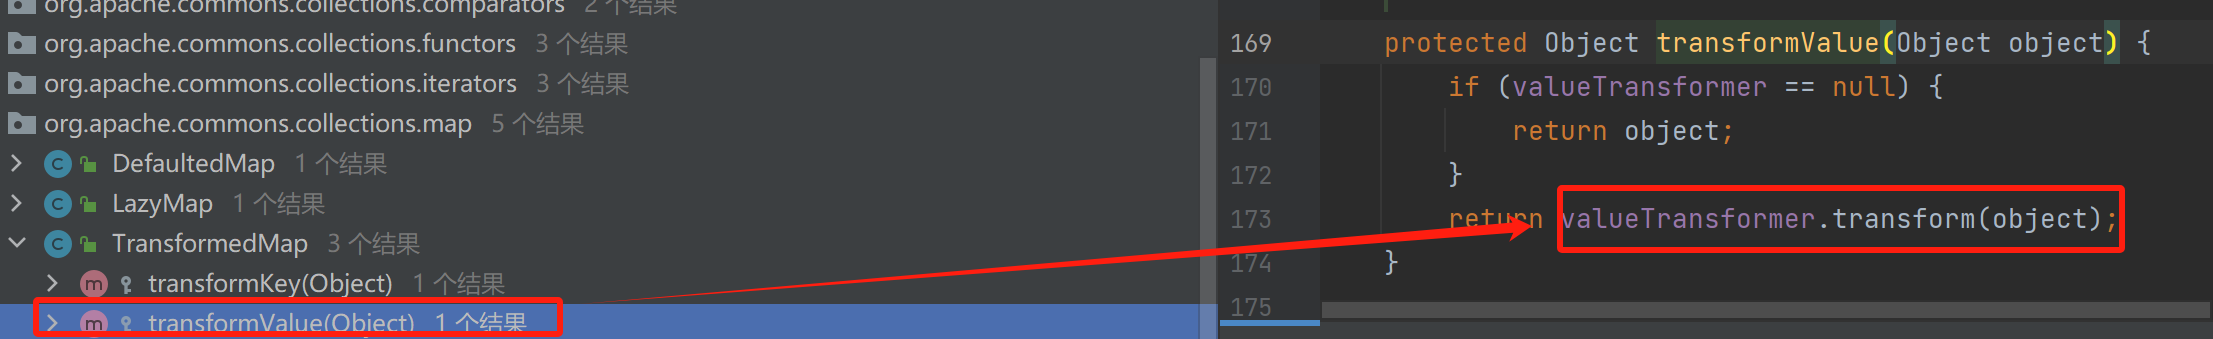 org.apache.commons.collections.comparators 2 个结果
org.apache.commons.collections.functors 3 个结果
org.apache.commons.collections.iterators 3 个结果
org.apache.commons.collections.map 5 个结果
DefaultedMap 1 个结果
LazyMap 1 个结果
TransformedMap 3 个结果
transformKey(Object) 1 个结果
transformValue(Object) 1 个结果
169 protected Object transformValue(Object object) {
170 if (valueTransformer == null) {
171 return object;
172 }
173 return valueTransformer.transform(object);
174 }
175